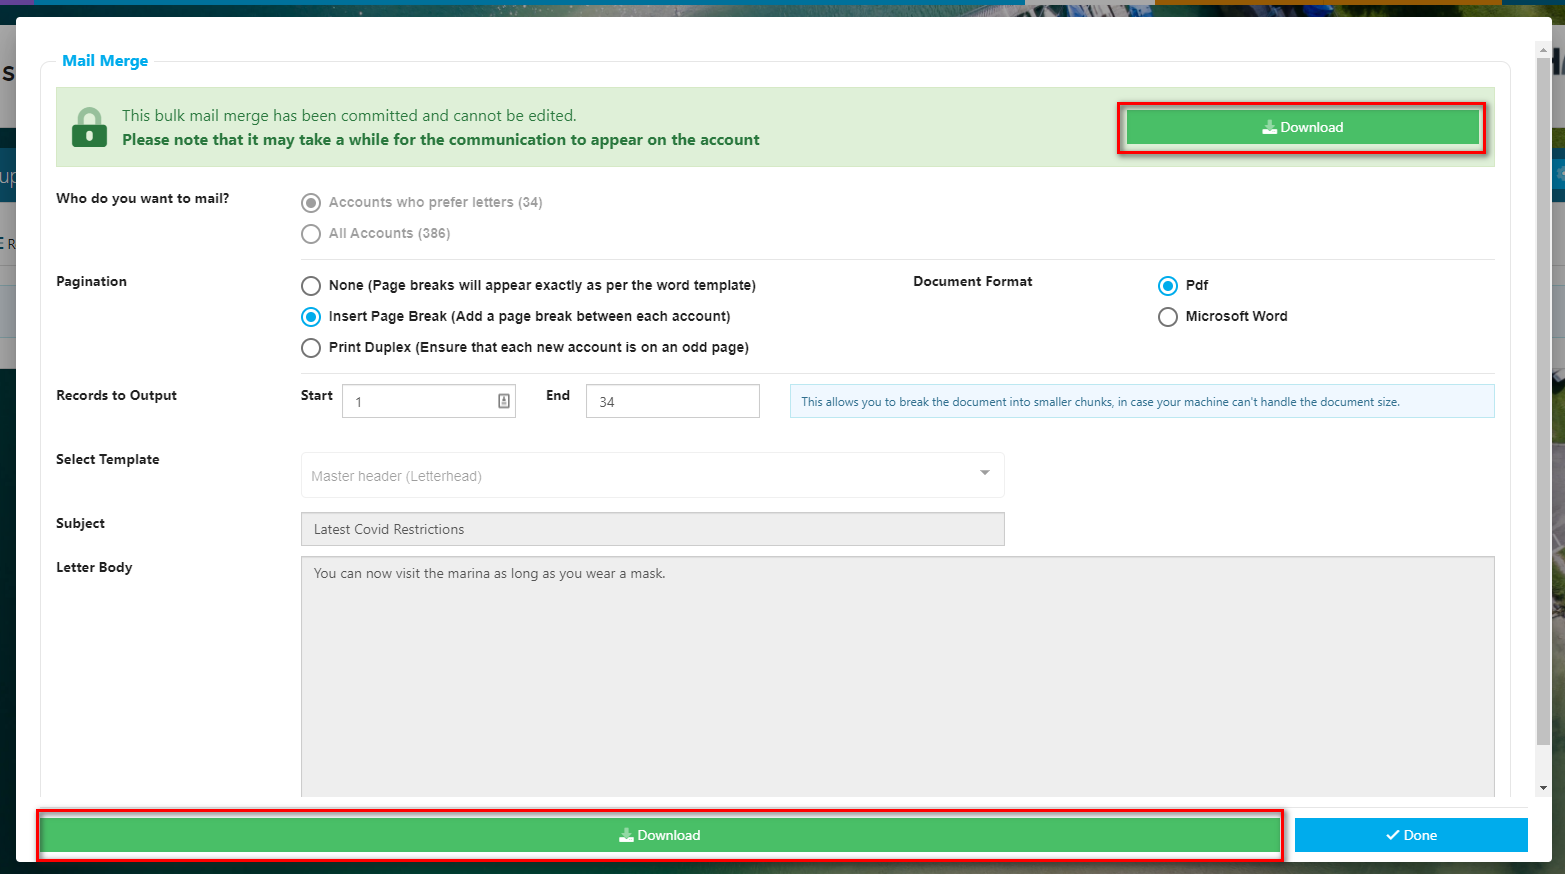 Mail Merge
This bulk mail merge has been committed and cannot be edited.
Please note that it may take a while for the communication to appear on the account
Download
Who do you want to mail?
Accounts who prefer letters (34)
All Accounts (386)
Pagination
None (Page breaks will appear exactly as per the word template)
Insert Page Break (Add a page break between each account)
Print Duplex (Ensure that each new account is on an odd page)
Document Format
Pdf
Microsoft Word
Records to Output
Start
1
End
34
This allows you to break the document into smaller chunks, in case your machine can't handle the document size.
Select Template
Master header (Letterhead)
Subject
Latest Covid Restrictions
Letter Body
You can now visit the marina as long as you wear a mask.
Download
Done